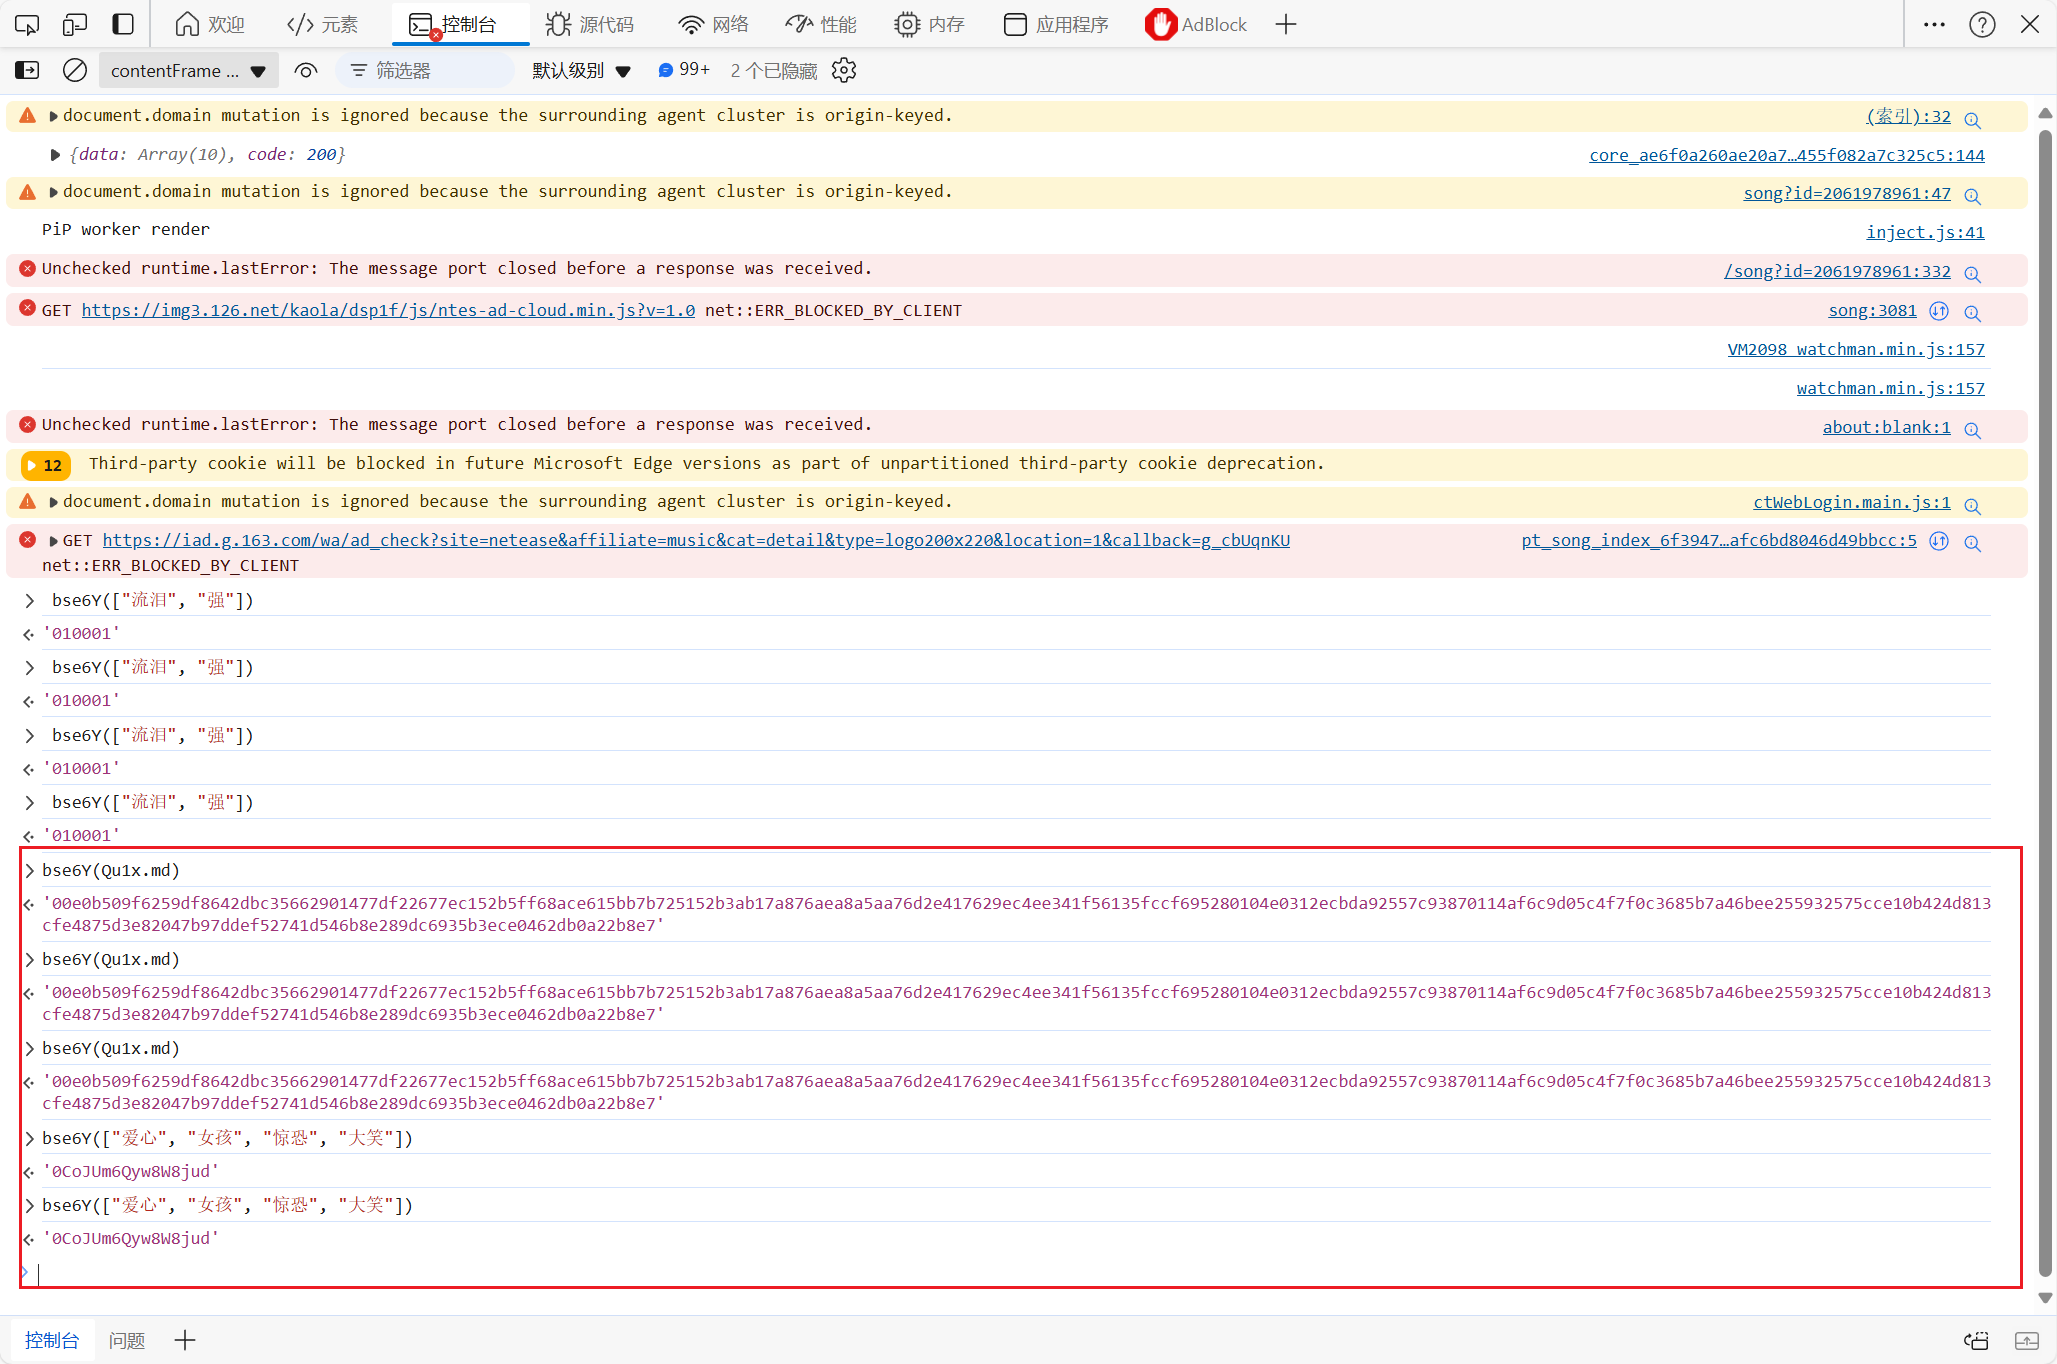 欢迎 元素 控制台 源代码 网络 性能 内存 应用程序 AdBlock
contentFrame ... 筛选器 默认级别 99+ 2 个已隐藏
document.domain mutation is ignored because the surrounding agent cluster is origin-keyed. (索引):32
{data: Array(10), code: 200} core_ae6f0a260ae20a7…455f082a7c325c5:144
document.domain mutation is ignored because the surrounding agent cluster is origin-keyed. song?id=2061978961:47
PiP worker render inject.js:41
Unchecked runtime.lastError: The message port closed before a response was received. /song?id=2061978961:332
GET https://img3.126.net/kaola/dsp1f/js/ntes-ad-cloud.min.js?v=1.0 net::ERR_BLOCKED_BY_CLIENT song:3081
VM2098 watchman.min.js:157
watchman.min.js:157
Unchecked runtime.lastError: The message port closed before a response was received. about:blank:1
12 Third-party cookie will be blocked in future Microsoft Edge versions as part of unpartitioned third-party cookie deprecation.
document.domain mutation is ignored because the surrounding agent cluster is origin-keyed. ctWebLogin.main.js:1
GET https://iad.g.163.com/wa/ad_check?site=netease&affiliate=music&cat=detail&type=logo200x220&location=1&callback=g_cbUqnKU pt_song_index_6f3947…afc6bd8046d49bbcc:5
net::ERR_BLOCKED_BY_CLIENT
bse6Y(["流泪", "强"])
'010001'
bse6Y(["流泪", "强"])
'010001'
bse6Y(["流泪", "强"])
'010001'
bse6Y(["流泪", "强"])
'010001'
bse6Y(Qu1x.md)
'00e0b509f6259df8642dbc35662901477df22677ec152b5ff68ace615bb7b725152b3ab17a876aea8a5aa76d2e417629ec4ee341f56135fccf695280104e0312ecbda92557c93870114af6c9d05c4f7f0c3685b7a46bee255932575cce10b424d813
cfe4875d3e82047b97ddef52741d546b8e289dc6935b3ece0462db0a22b8e7'
bse6Y(Qu1x.md)
'00e0b509f6259df8642dbc35662901477df22677ec152b5ff68ace615bb7b725152b3ab17a876aea8a5aa76d2e417629ec4ee341f56135fccf695280104e0312ecbda92557c93870114af6c9d05c4f7f0c3685b7a46bee255932575cce10b424d813
cfe4875d3e82047b97ddef52741d546b8e289dc6935b3ece0462db0a22b8e7'
bse6Y(Qu1x.md)
'00e0b509f6259df8642dbc35662901477df22677ec152b5ff68ace615bb7b725152b3ab17a876aea8a5aa76d2e417629ec4ee341f56135fccf695280104e0312ecbda92557c93870114af6c9d05c4f7f0c3685b7a46bee255932575cce10b424d813
cfe4875d3e82047b97ddef52741d546b8e289dc6935b3ece0462db0a22b8e7'
bse6Y(["爱心", "女孩", "惊恐", "大笑"])
'0CoJUm6Qyw8W8jud'
bse6Y(["爱心", "女孩", "惊恐", "大笑"])
'0CoJUm6Qyw8W8jud'
控制台 问题